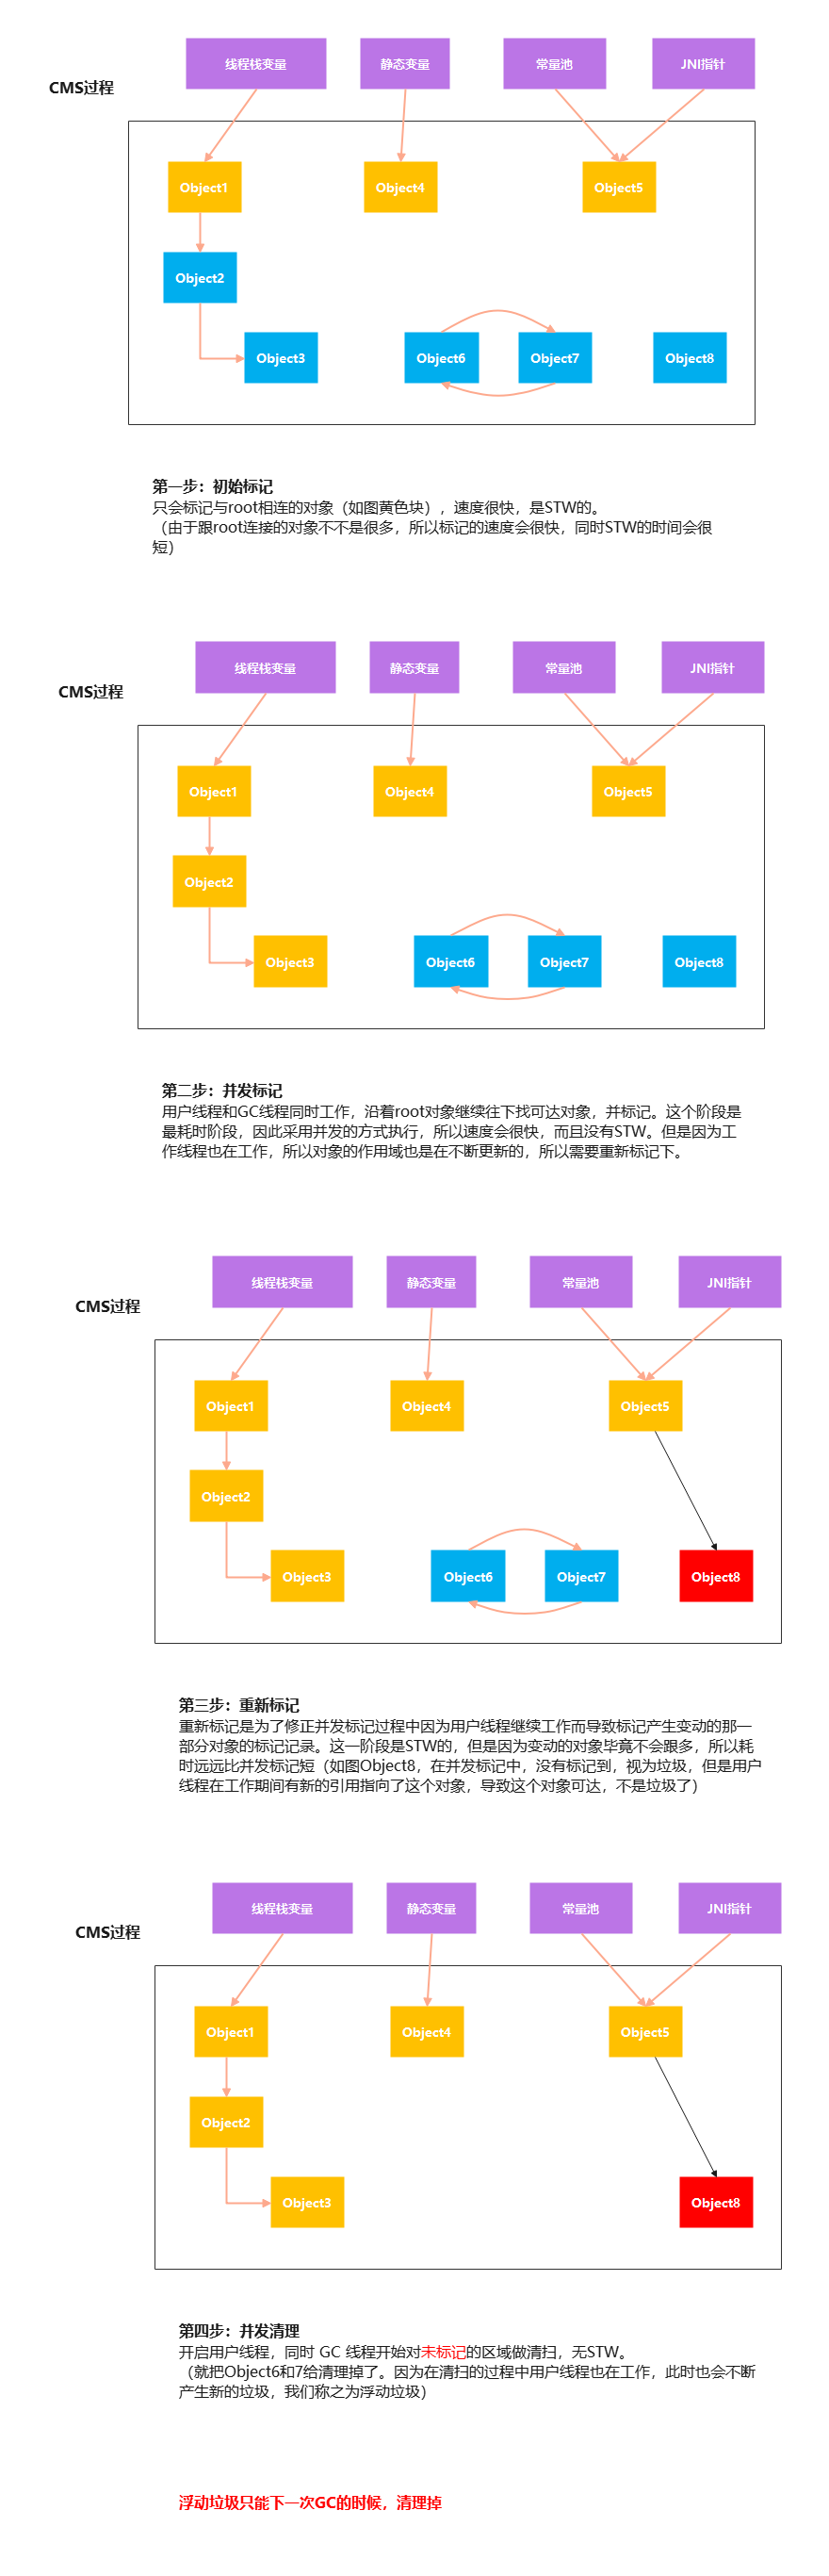 线程栈变量 静态变量 常量池 JNI指针
CMS过程
Object1 Object4 Object5
Object2
Object3 Object6 Object7 Object8
第一步：初始标记
只会标记与root相连的对象（如图黄色块），速度很快，是STW的。
（由于跟root连接的对象不不是很多，所以标记的速度会很快，同时STW的时间会很
短）
线程栈变量 静态变量 常量池 JNI指针
CMS过程
Object1 Object4 Object5
Object2
Object3 Object6 Object7 Object8
第二步：并发标记
用户线程和GC线程同时工作，沿着root对象继续往下找可达对象，并标记。这个阶段是
最耗时阶段，因此采用并发的方式执行，所以速度会很快，而且没有STW。但是因为工
作线程也在工作，所以对象的作用域也是在不断更新的，所以需要重新标记下。
线程栈变量 静态变量 常量池 JNI指针
CMS过程
Object1 Object4 Object5
Object2
Object3 Object6 Object7 Object8
第三步：重新标记
重新标记是为了修正并发标记过程中因为用户线程继续工作而导致标记产生变动的那一
部分对象的标记记录。这一阶段是STW的，但是因为变动的对象毕竟不会跟多，所以耗
时远远比并发标记短（如图Object8，在并发标记中，没有标记到，视为垃圾，但是用户
线程在工作期间有新的引用指向了这个对象，导致这个对象可达，不是垃圾了）
线程栈变量 静态变量 常量池 JNI指针
CMS过程
Object1 Object4 Object5
Object2
Object3 Object8
第四步：并发清理
开启用户线程，同时 GC 线程开始对未标记的区域做清扫，无STW。
（就把Object6和7给清理掉了。因为在清扫的过程中用户线程也在工作，此时也会不断
产生新的垃圾，我们称之为浮动垃圾）
浮动垃圾只能下一次GC的时候，清理掉